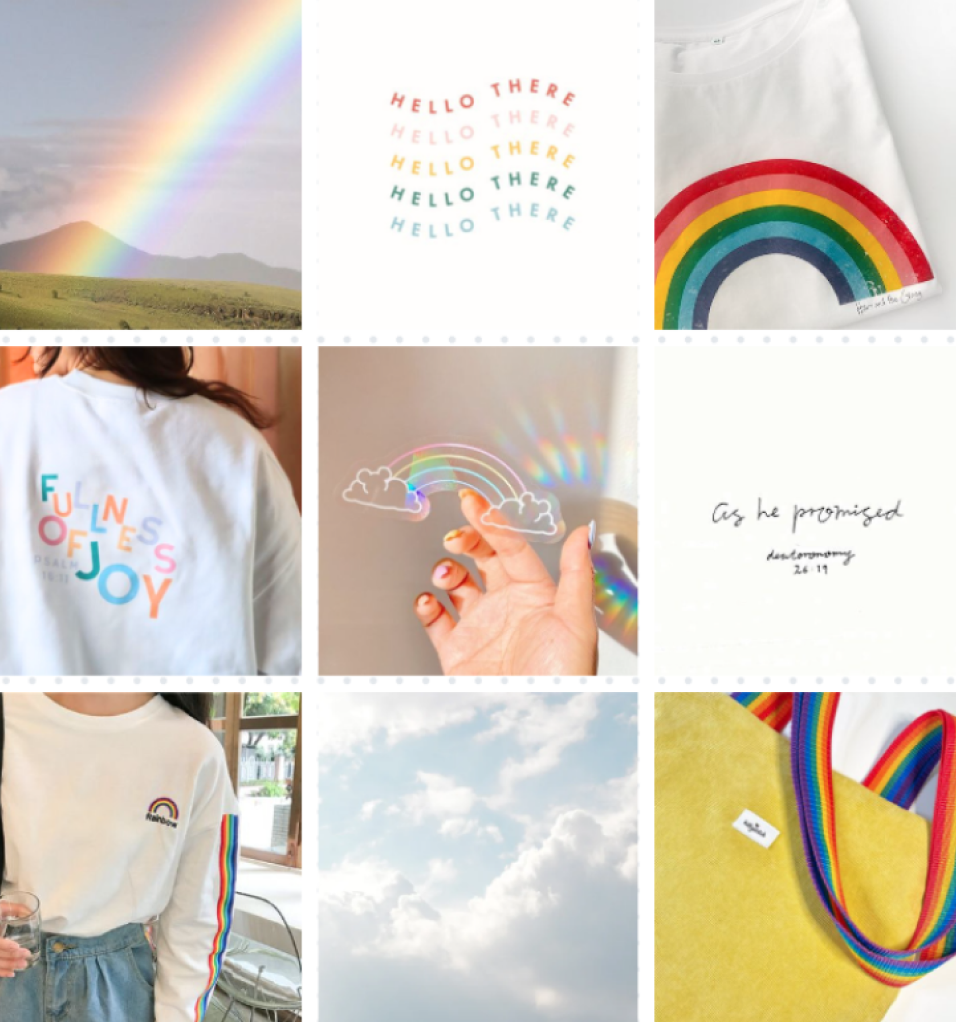 HELLO THERE
HELLO THERE
HELLO THERE
HELLO THERE
HELLO THERE
FULLNESS
OF JOY
PSALM
16:11
As he promised
deuteronomy
26:19
Rainbow